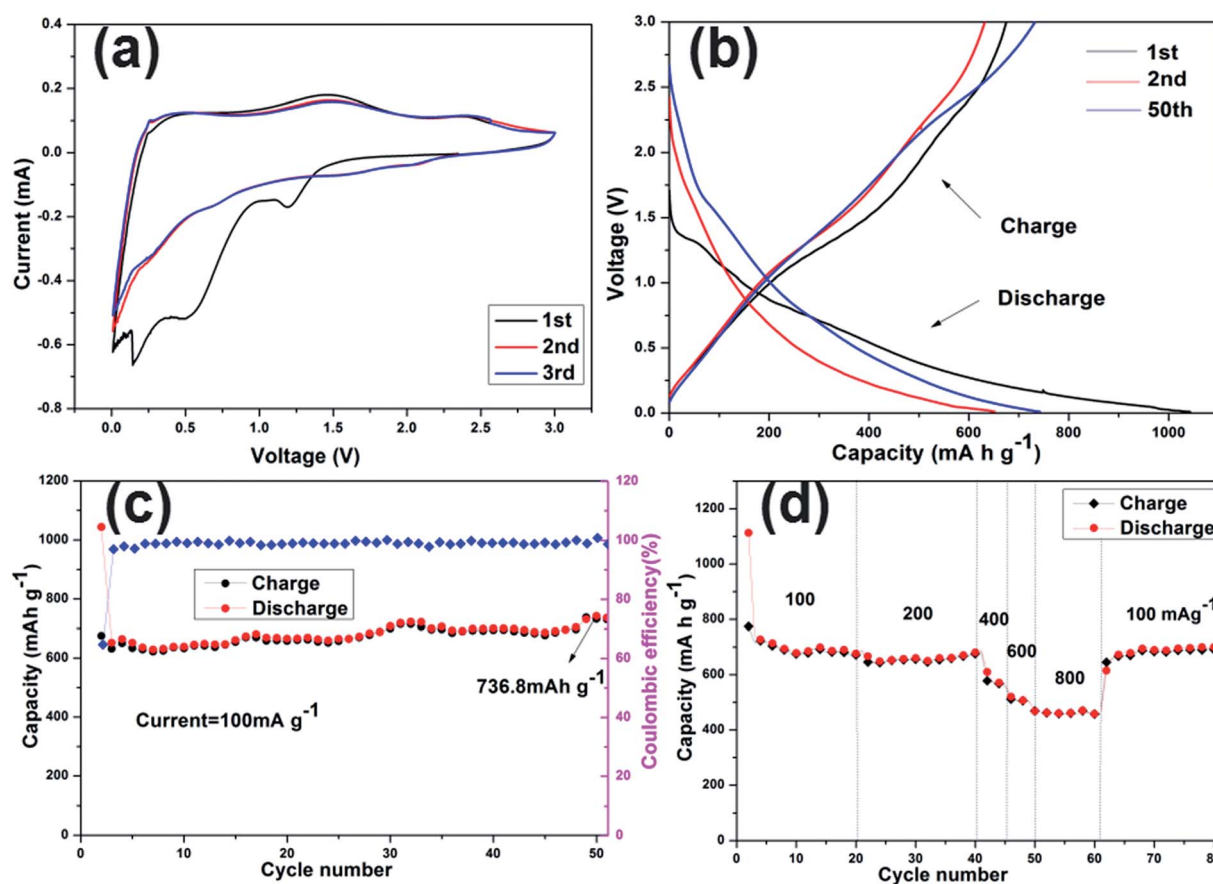 (a)
0.4
0.2
0.0
-0.2
-0.4
-0.6
-0.8
Current (mA)
1st
2nd
3rd
0.0 0.5 1.0 1.5 2.0 2.5 3.0
Voltage (V)
(b)
3.0
2.5
2.0
1.5
1.0
0.5
0.0
Voltage (V)
1st
2nd
50th
Charge
Discharge
0 200 400 600 800 1000
Capacity (mA h g-1)
(c)
1200
1000
800
600
400
200
0
Capacity (mAh g-1)
Charge
Discharge
736.8mAh g-1
Current=100mA g-1
120
100
80
60
40
20
0
Coulombic efficiency(%)
0 10 20 30 40 50
Cycle number
(d)
1200
1000
800
600
400
200
0
Capacity (mA h g-1)
Charge
Discharge
100
200
400
600
800
100 mAg-1
0 10 20 30 40 50 60 70 80
Cycle number